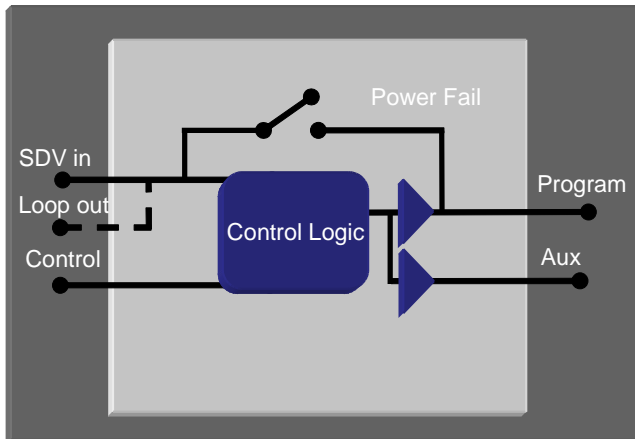 Power Fail
SDV in
Loop out
Control
Control Logic
Program
Aux